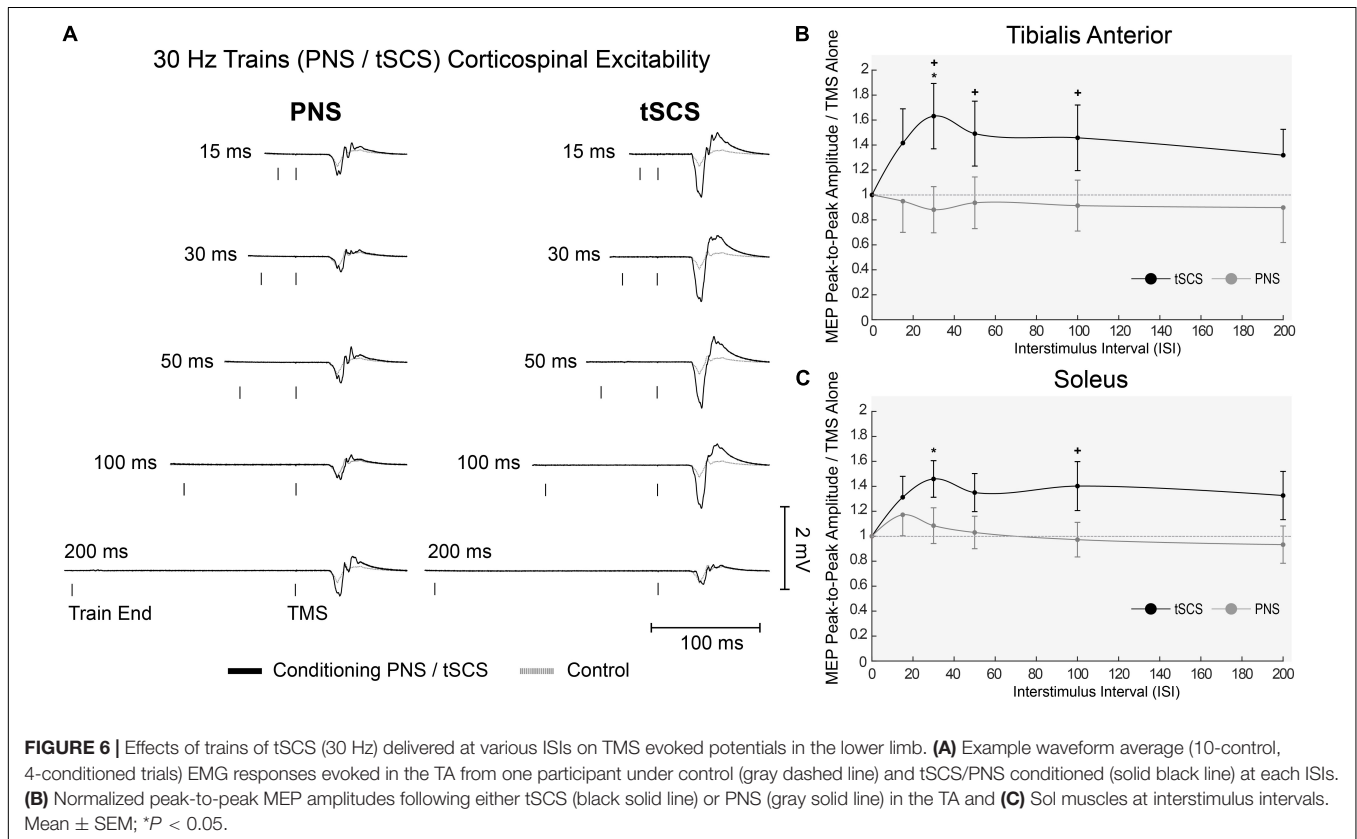 A
30 Hz Trains (PNS / tSCS) Corticospinal Excitability
PNS
tSCS
15 ms
15 ms
30 ms
30 ms
50 ms
50 ms
100 ms
100 ms
200 ms
200 ms
Train End
TMS
2 mV
100 ms
Conditioning PNS / tSCS
Control
B
Tibialis Anterior
MEP Peak-to-Peak Amplitude / TMS Alone
2
1.8
1.6
1.4
1.2
1
0.8
0.6
0.4
0.2
0
+
*
+
+
tSCS
PNS
0 20 40 60 80 100 120 140 160 180 200
Interstimulus Interval (ISI)
C
Soleus
MEP Peak-to-Peak Amplitude / TMS Alone
2
1.8
1.6
1.4
1.2
1
0.8
0.6
0.4
0.2
0
*
+
tSCS
PNS
0 20 40 60 80 100 120 140 160 180 200
Interstimulus Interval (ISI)
FIGURE 6 | Effects of trains of tSCS (30 Hz) delivered at various ISIs on TMS evoked potentials in the lower limb. (A) Example waveform average (10-control,
4-conditioned trials) EMG responses evoked in the TA from one participant under control (gray dashed line) and tSCS/PNS conditioned (solid black line) at each ISIs.
(B) Normalized peak-to-peak MEP amplitudes following either tSCS (black solid line) or PNS (gray solid line) in the TA and (C) Sol muscles at interstimulus intervals.
Mean ± SEM; *P < 0.05.